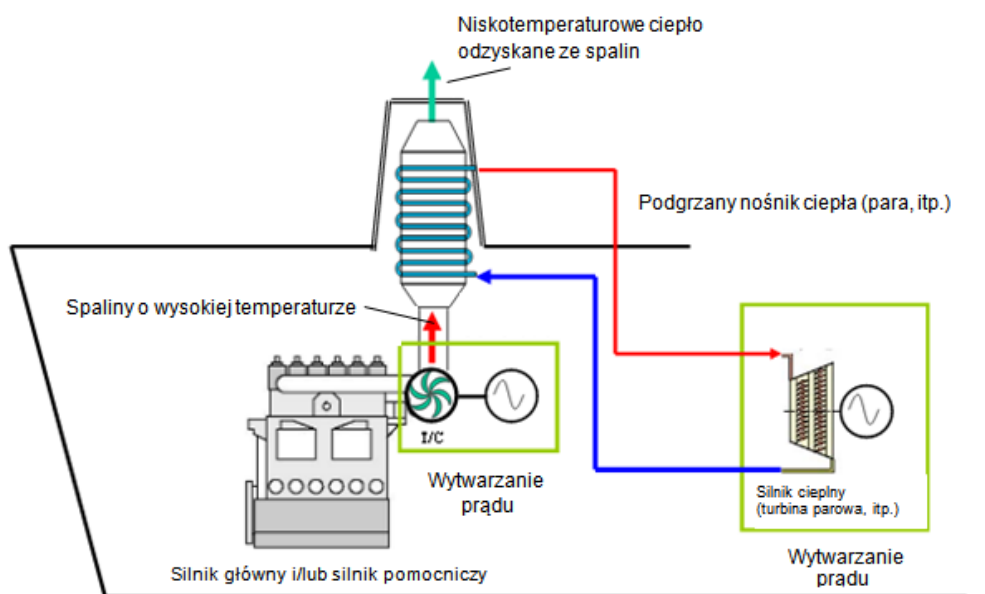 Niskotemperaturowe ciepło
odzyskane ze spalin
Podgrzany nośnik ciepła (para, itp.)
Spaliny o wysokiej temperaturze
I/C
Wytwarzanie
prądu
Silnik cieplny
(turbina parowa, itp.)
Wytwarzanie
prądu
Silnik główny i/lub silnik pomocniczy